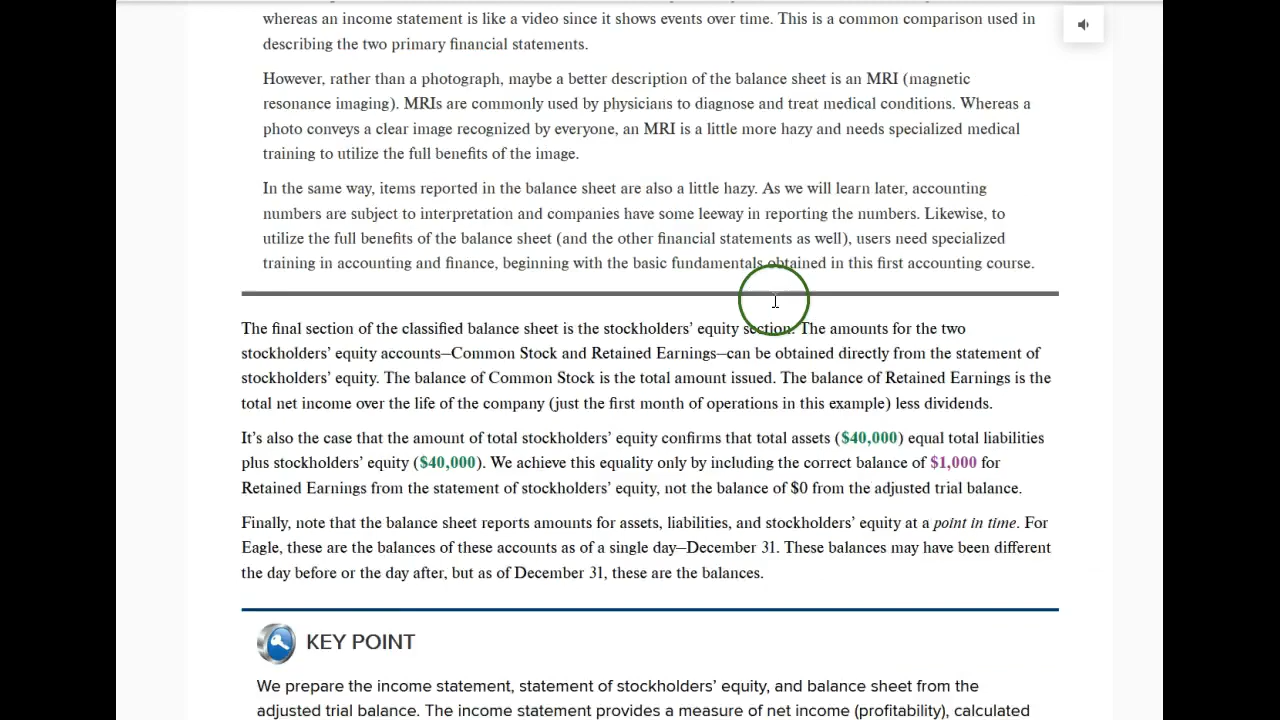 whereas an income statement is like a video since it shows events over time. This is a common comparison used in
describing the two primary financial statements.
However, rather than a photograph, maybe a better description of the balance sheet is an MRI (magnetic
resonance imaging). MRIs are commonly used by physicians to diagnose and treat medical conditions. Whereas a
photo conveys a clear image recognized by everyone, an MRI is a little more hazy and needs specialized medical
training to utilize the full benefits of the image.
In the same way, items reported in the balance sheet are also a little hazy. As we will learn later, accounting
numbers are subject to interpretation and companies have some leeway in reporting the numbers. Likewise, to
utilize the full benefits of the balance sheet (and the other financial statements as well), users need specialized
training in accounting and finance, beginning with the basic fundamentals obtained in this first accounting course.
The final section of the classified balance sheet is the stockholders’ equity section. The amounts for the two
stockholders’ equity accounts—Common Stock and Retained Earnings—can be obtained directly from the statement of
stockholders’ equity. The balance of Common Stock is the total amount issued. The balance of Retained Earnings is the
total net income over the life of the company (just the first month of operations in this example) less dividends.
It’s also the case that the amount of total stockholders’ equity confirms that total assets ($40,000) equal total liabilities
plus stockholders’ equity ($40,000). We achieve this equality only by including the correct balance of $1,000 for
Retained Earnings from the statement of stockholders’ equity, not the balance of $0 from the adjusted trial balance.
Finally, note that the balance sheet reports amounts for assets, liabilities, and stockholders’ equity at a point in time. For
Eagle, these are the balances of these accounts as of a single day—December 31. These balances may have been different
the day before or the day after, but as of December 31, these are the balances.
KEY POINT
We prepare the income statement, statement of stockholders’ equity, and balance sheet from the
adjusted trial balance. The income statement provides a measure of net income (profitability), calculated